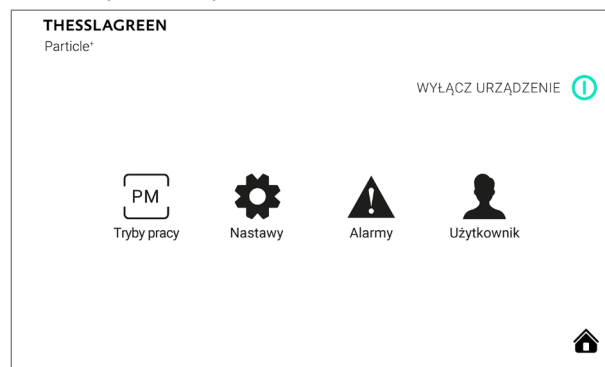 THESSLAGREEN
Particle+
WYŁĄCZ URZĄDZENIE
PM
Tryby pracy Nastawy Alarmy Użytkownik